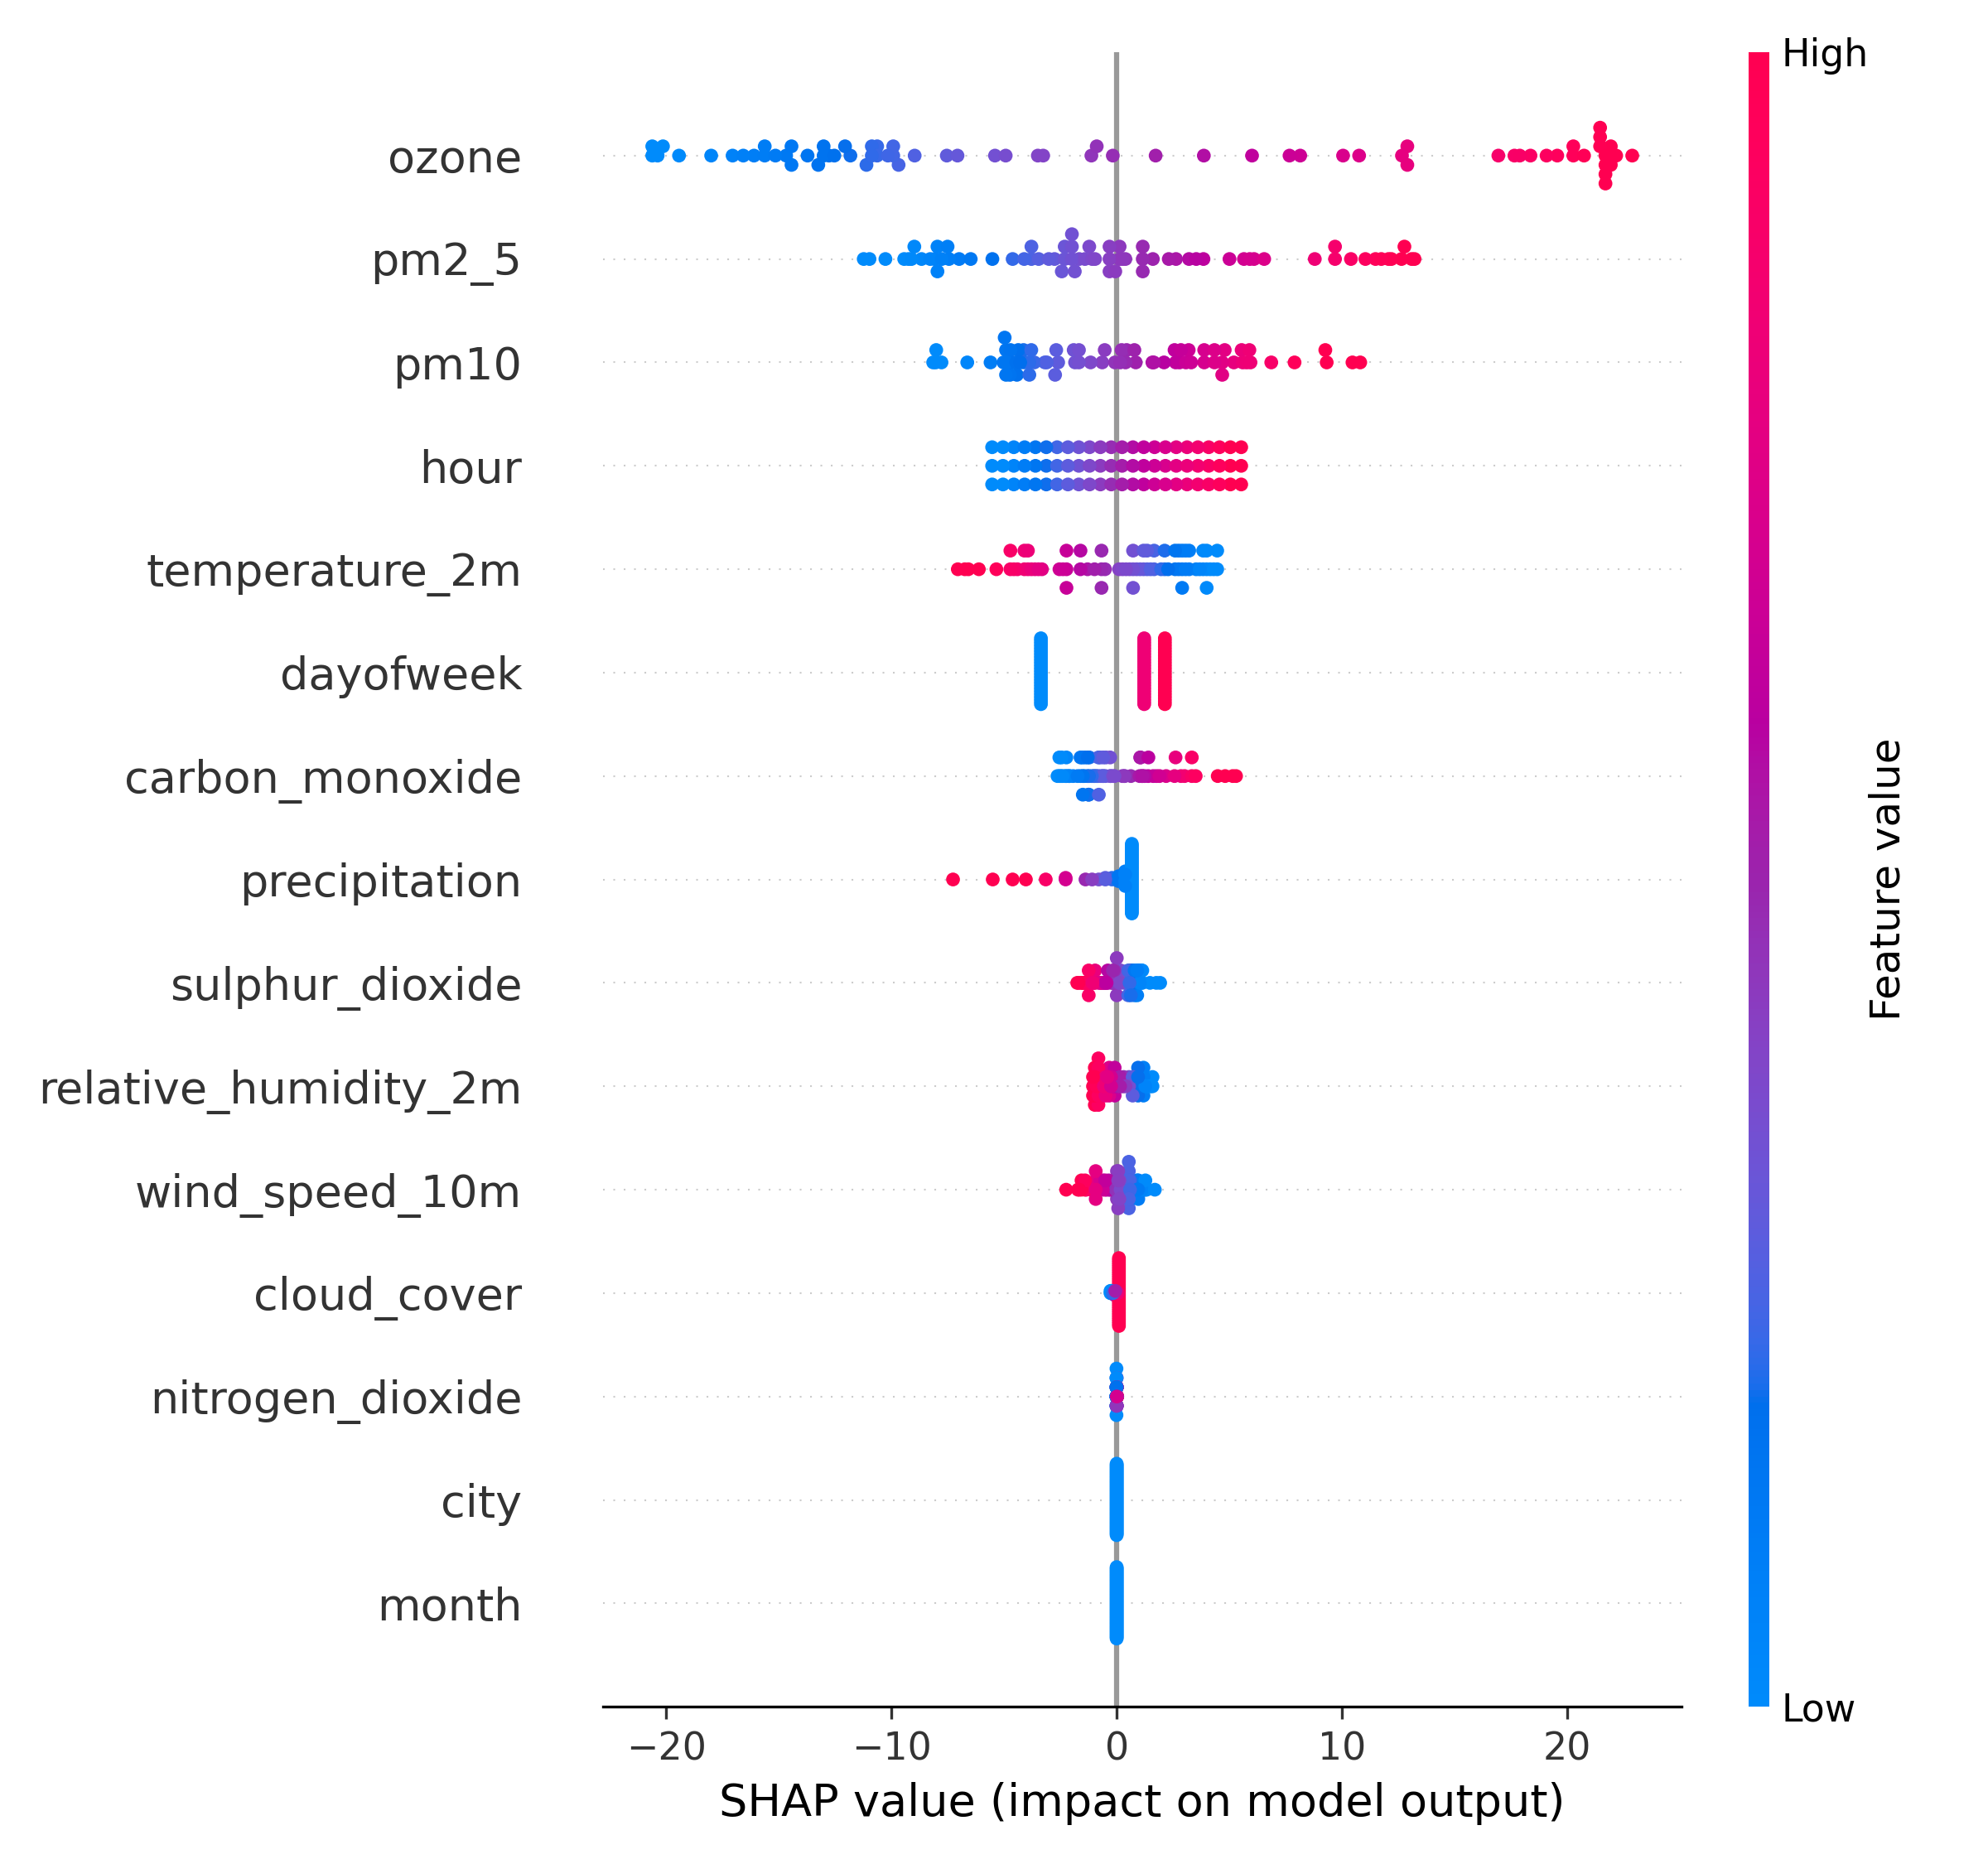 High
ozone
pm2_5
pm10
hour
temperature_2m
dayofweek
carbon_monoxide
precipitation
sulphur_dioxide
relative_humidity_2m
wind_speed_10m
cloud_cover
nitrogen_dioxide
city
month
Feature value
Low
−20 −10 0 10 20
SHAP value (impact on model output)